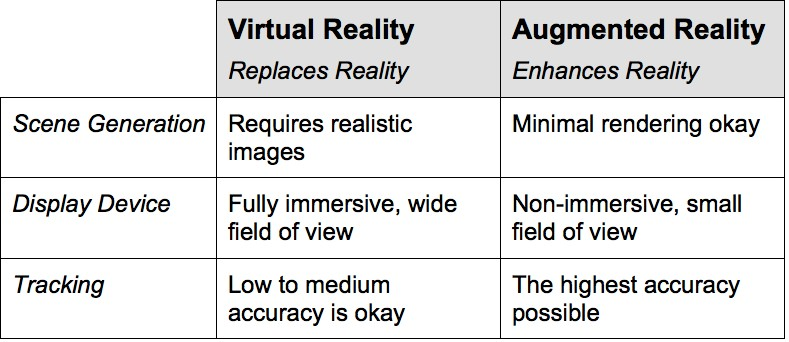 Virtual Reality
Replaces Reality
Augmented Reality
Enhances Reality
Scene Generation
Requires realistic
images
Minimal rendering okay
Display Device
Fully immersive, wide
field of view
Non-immersive, small
field of view
Tracking
Low to medium
accuracy is okay
The highest accuracy
possible